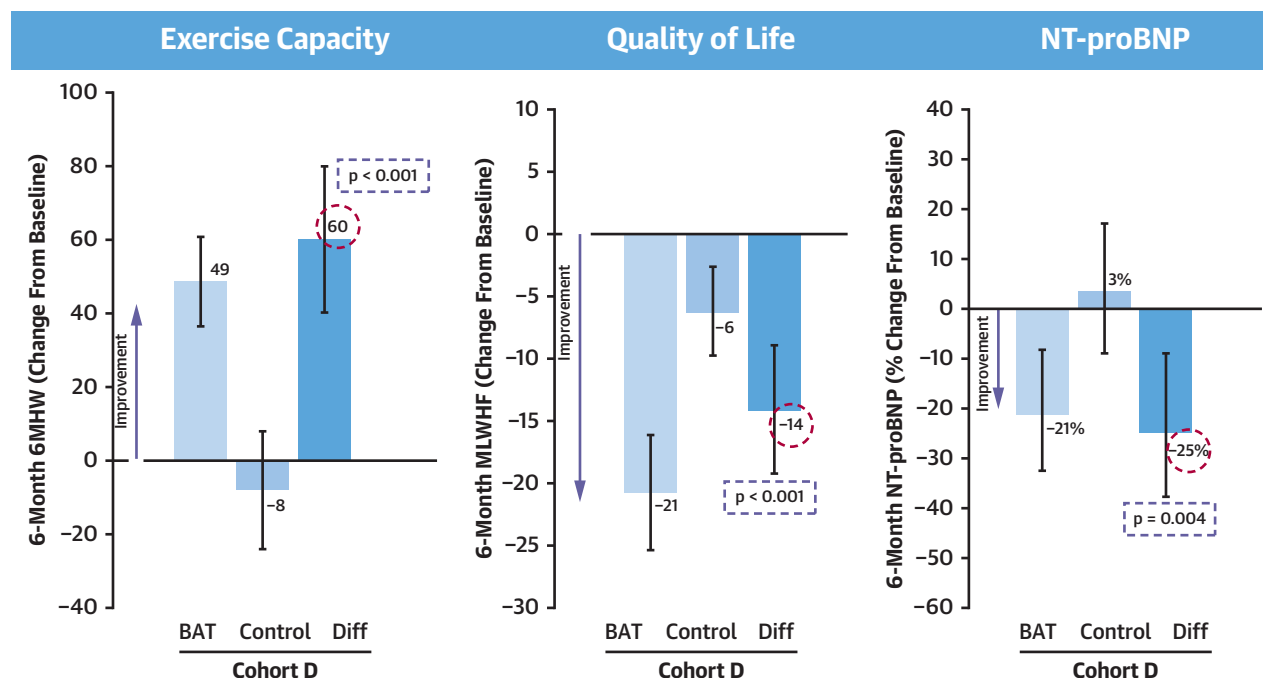 Exercise Capacity
6-Month 6MHW (Change From Baseline)
100
80
60
40
20
0
−20
−40
Improvement
49
−8
60
p < 0.001
BAT Control Diff
Cohort D
Quality of Life
6-Month MLWHF (Change From Baseline)
10
5
0
−5
−10
−15
−20
−25
−30
Improvement
−21
−6
−14
p < 0.001
BAT Control Diff
Cohort D
NT-proBNP
6-Month NT-proBNP (% Change From Baseline)
40
30
20
10
0
−10
−20
−30
−40
−50
−60
Improvement
−21%
3%
−25%
p = 0.004
BAT Control Diff
Cohort D